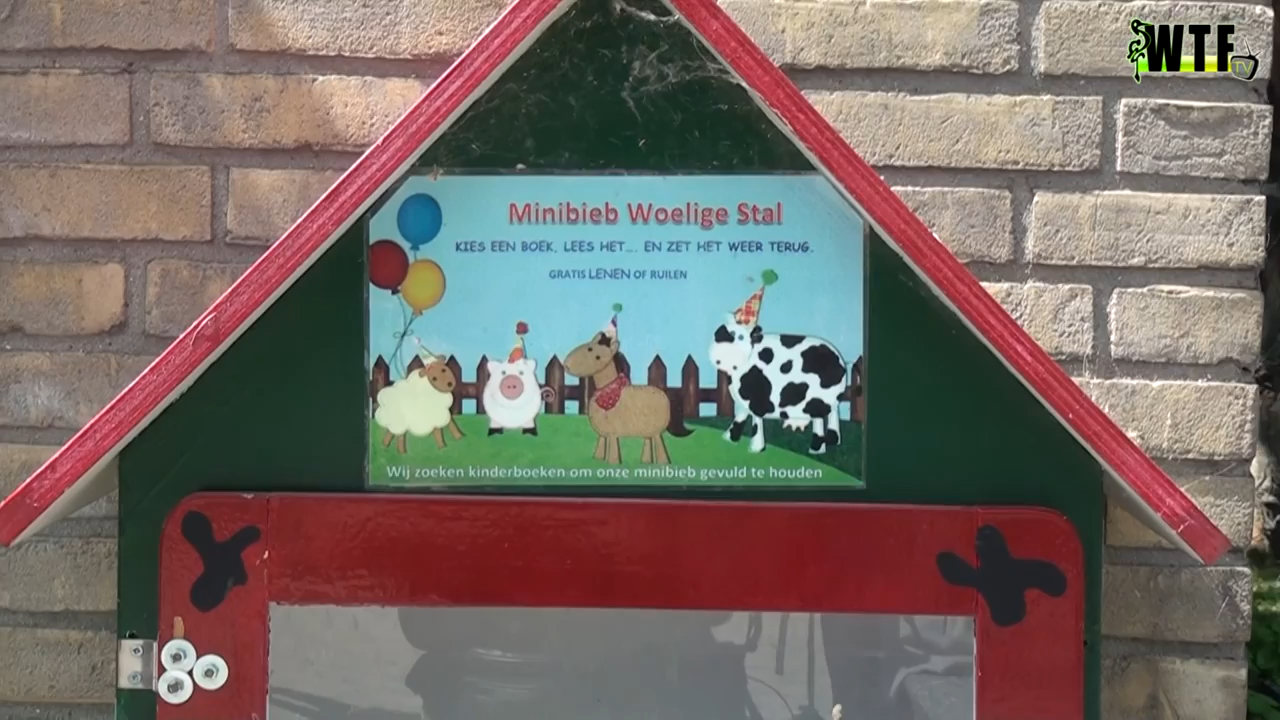 WTF
TV
Minibieb Woelige Stal
KIES EEN BOEK, LEES HET.... EN ZET HET WEER TERUG.
GRATIS LENEN OF RUILEN
Wij zoeken kinderboeken om onze minibieb gevuld te houden